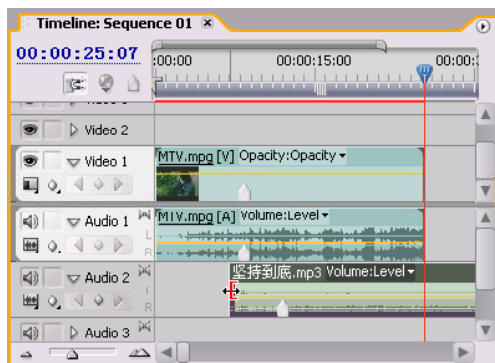 Timeline: Sequence 01
00:00:25:07
:00:00 00:00:15:00 00:00:
Video 2
Video 1
MTV.mpg [V] Opacity:Opacity
Audio 1
MTV.mpg [A] Volume:Level
L
R
Audio 2
坚持到底.mp3 Volume:Level
L
R
Audio 3